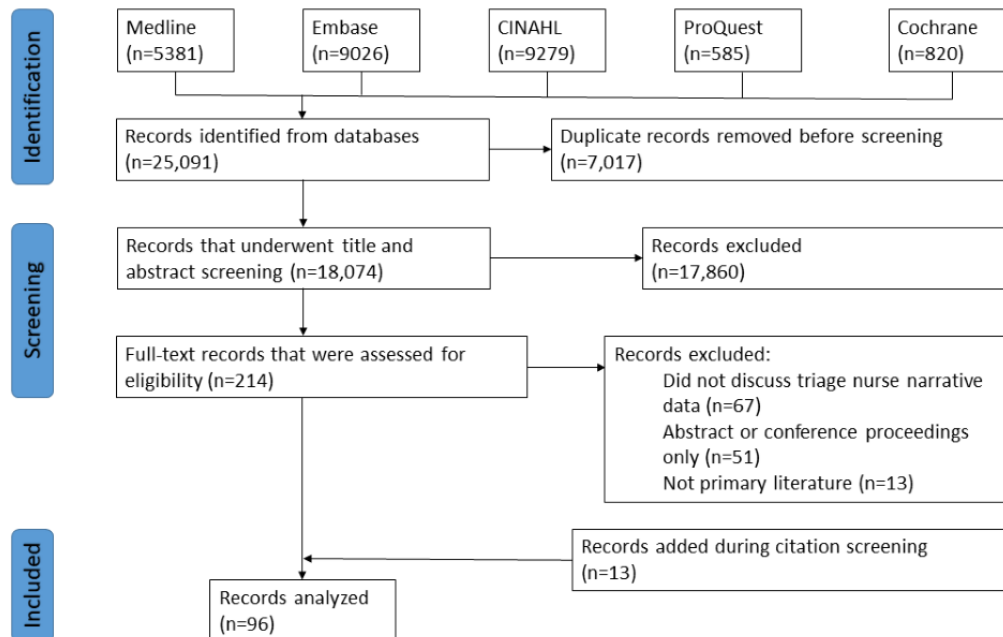 Identification
Medline
(n=5381)
Embase
(n=9026)
CINAHL
(n=9279)
ProQuest
(n=585)
Cochrane
(n=820)
Records identified from databases
(n=25,091)
Duplicate records removed before screening
(n=7,017)
Screening
Records that underwent title and
abstract screening (n=18,074)
Records excluded
(n=17,860)
Full-text records that were assessed for
eligibility (n=214)
Records excluded:
Did not discuss triage nurse narrative
data (n=67)
Abstract or conference proceedings
only (n=51)
Not primary literature (n=13)
Included
Records added during citation screening
(n=13)
Records analyzed
(n=96)